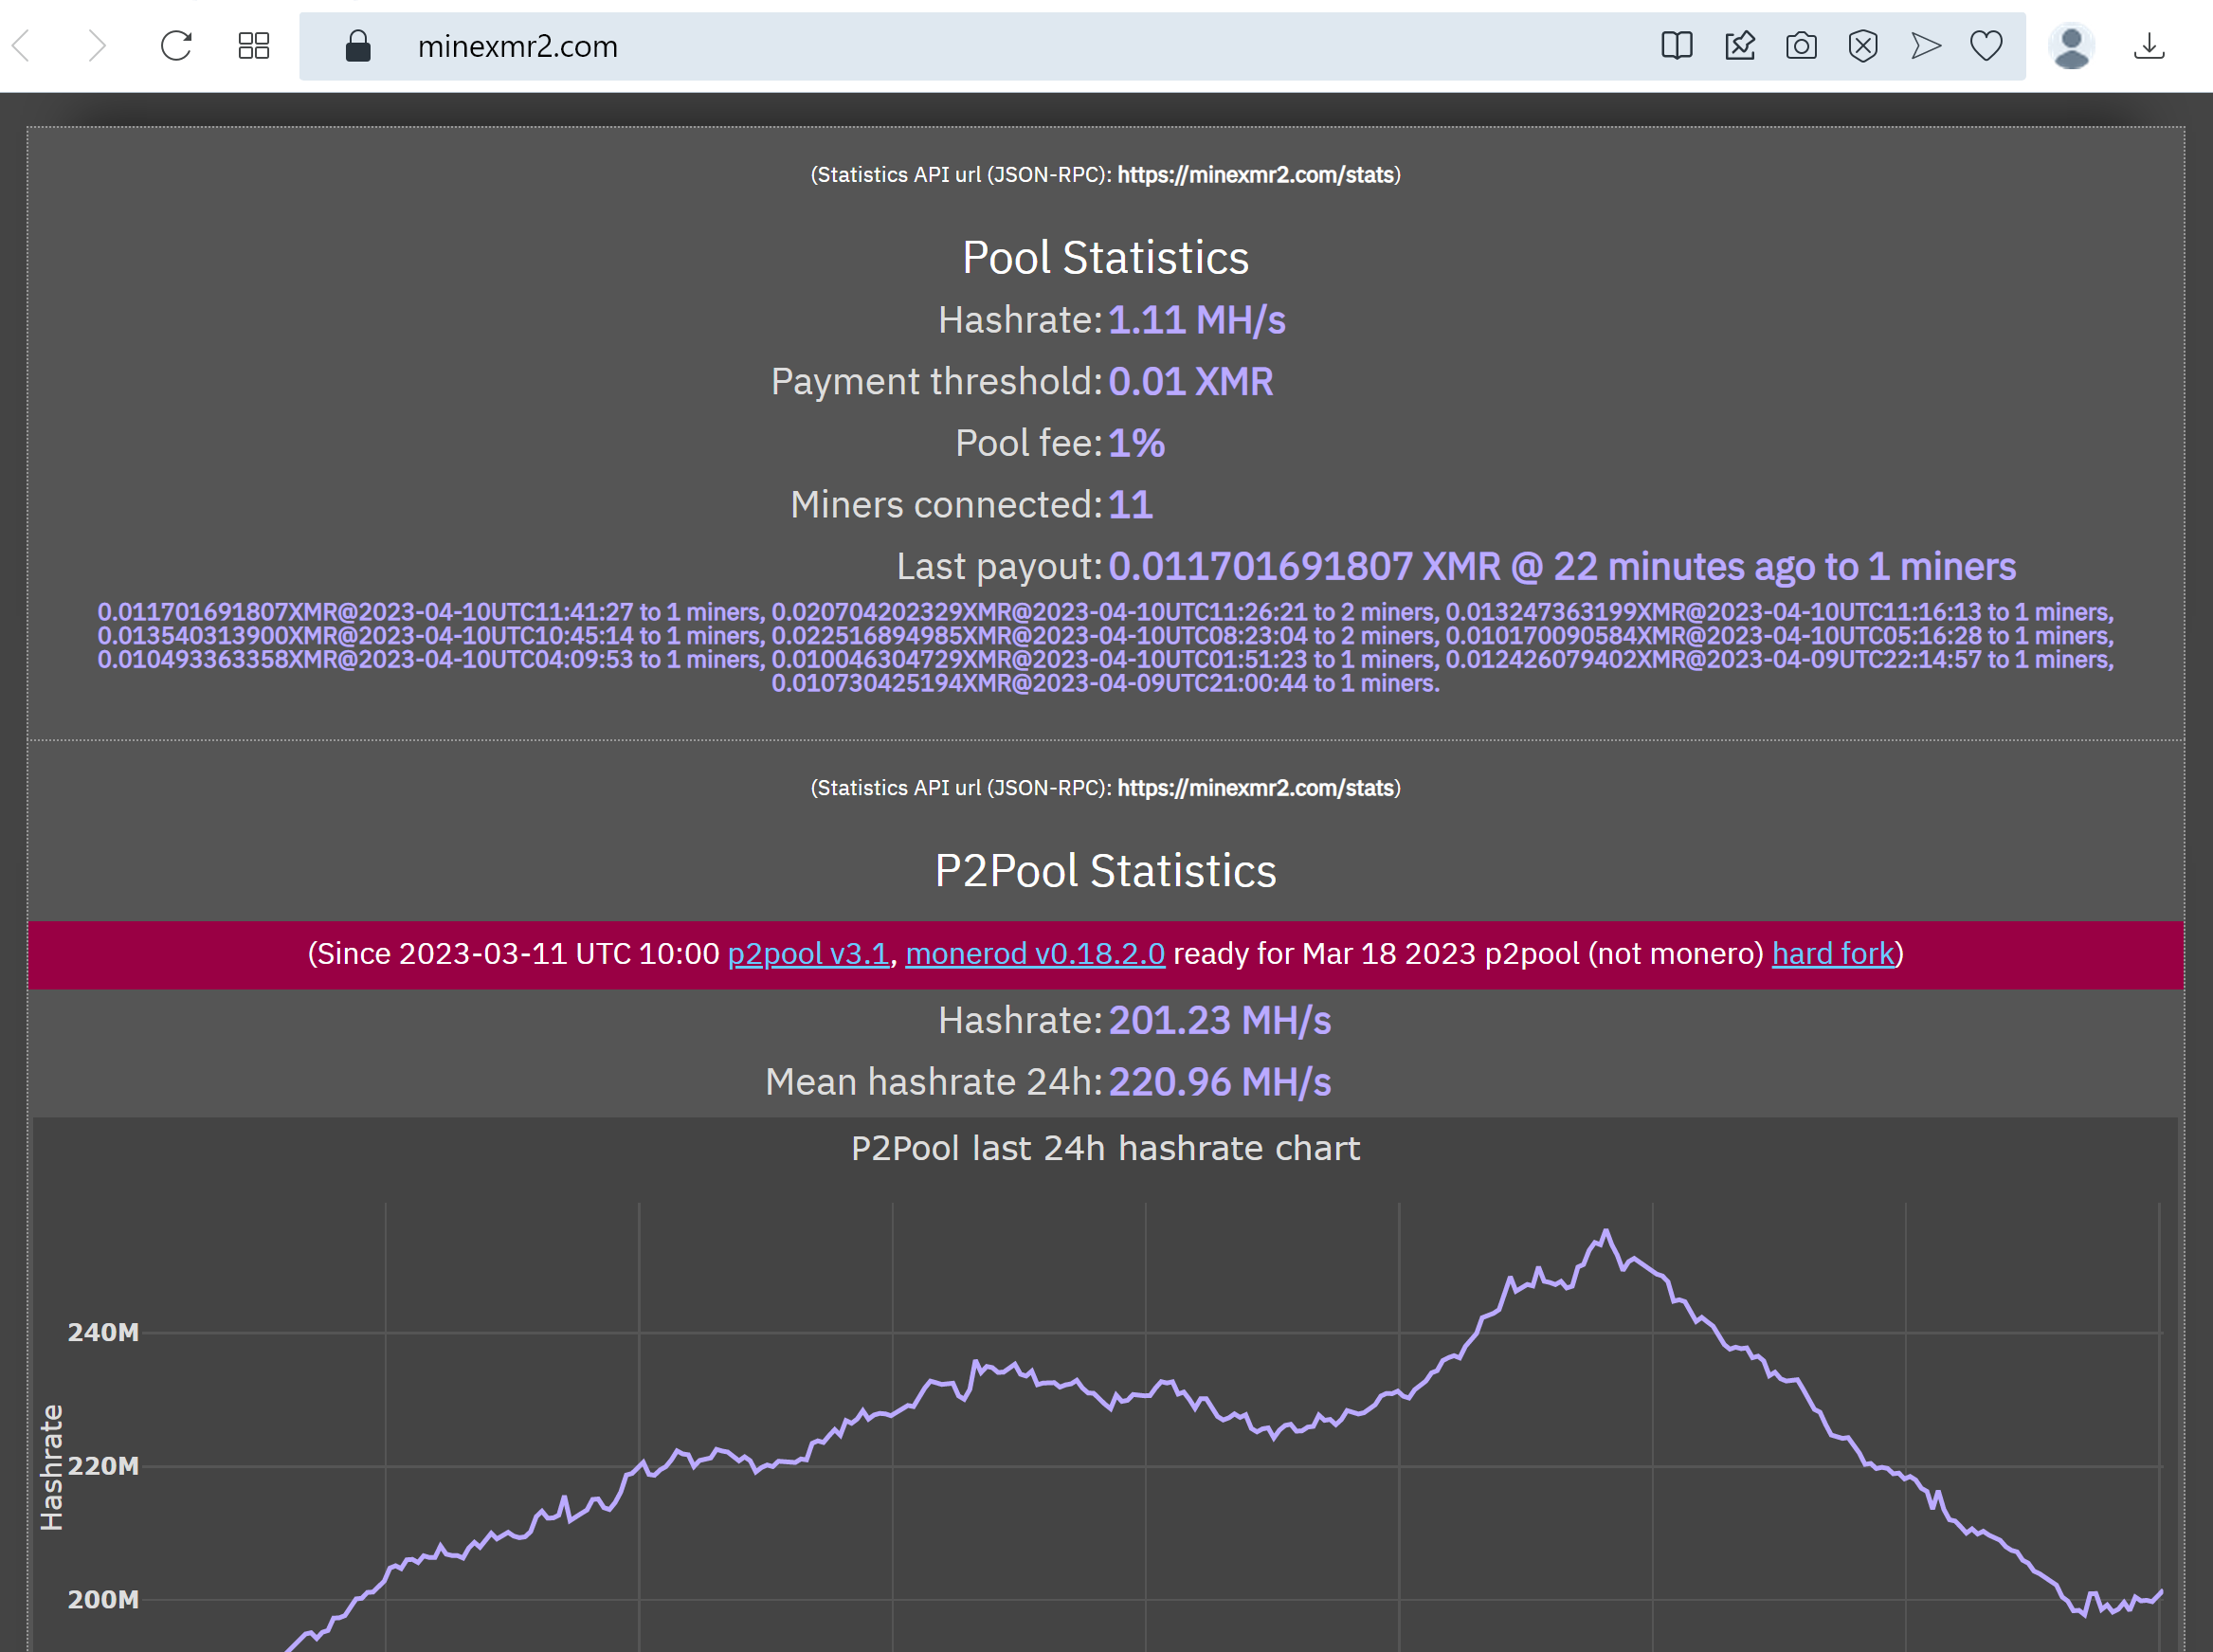 minexmr2.com
(Statistics API url (JSON-RPC): https://minexmr2.com/stats)
Pool Statistics
Hashrate: 1.11 MH/s
Payment threshold: 0.01 XMR
Pool fee: 1%
Miners connected: 11
Last payout: 0.011701691807 XMR @ 22 minutes ago to 1 miners
0.011701691807XMR@2023-04-10UTC11:41:27 to 1 miners, 0.020704202329XMR@2023-04-10UTC11:26:21 to 2 miners, 0.013247363199XMR@2023-04-10UTC11:16:13 to 1 miners,
0.013540313900XMR@2023-04-10UTC10:45:14 to 1 miners, 0.022516894985XMR@2023-04-10UTC08:23:04 to 2 miners, 0.010170090584XMR@2023-04-10UTC05:16:28 to 1 miners,
0.010493363358XMR@2023-04-10UTC04:09:53 to 1 miners, 0.010046304729XMR@2023-04-10UTC01:51:23 to 1 miners, 0.012426079402XMR@2023-04-09UTC22:14:57 to 1 miners,
0.010730425194XMR@2023-04-09UTC21:00:44 to 1 miners.
(Statistics API url (JSON-RPC): https://minexmr2.com/stats)
P2Pool Statistics
(Since 2023-03-11 UTC 10:00 p2pool v3.1, monerod v0.18.2.0 ready for Mar 18 2023 p2pool (not monero) hard fork)
Hashrate: 201.23 MH/s
Mean hashrate 24h: 220.96 MH/s
P2Pool last 24h hashrate chart
240M
Hashrate
220M
200M